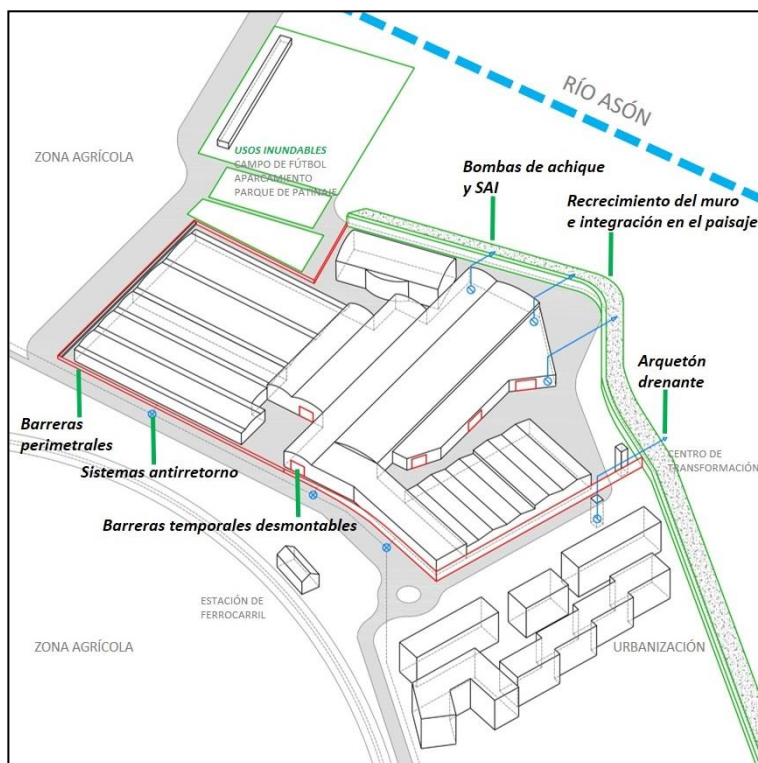 RÍO ASÓN
ZONA AGRÍCOLA
USOS INUNDABLES
CAMPO DE FÚTBOL
APARCAMIENTO
PARQUE DE PATINAJE
Bombas de achique
y SAI
Recrecimiento del muro
e integración en el paisaje
Arquetón
drenante
CENTRO DE
TRANSFORMACIÓN
Barreras
perimetrales
Sistemas antirretorno
Barreras temporales desmontables
ESTACIÓN DE
FERROCARRIL
ZONA AGRÍCOLA
URBANIZACIÓN